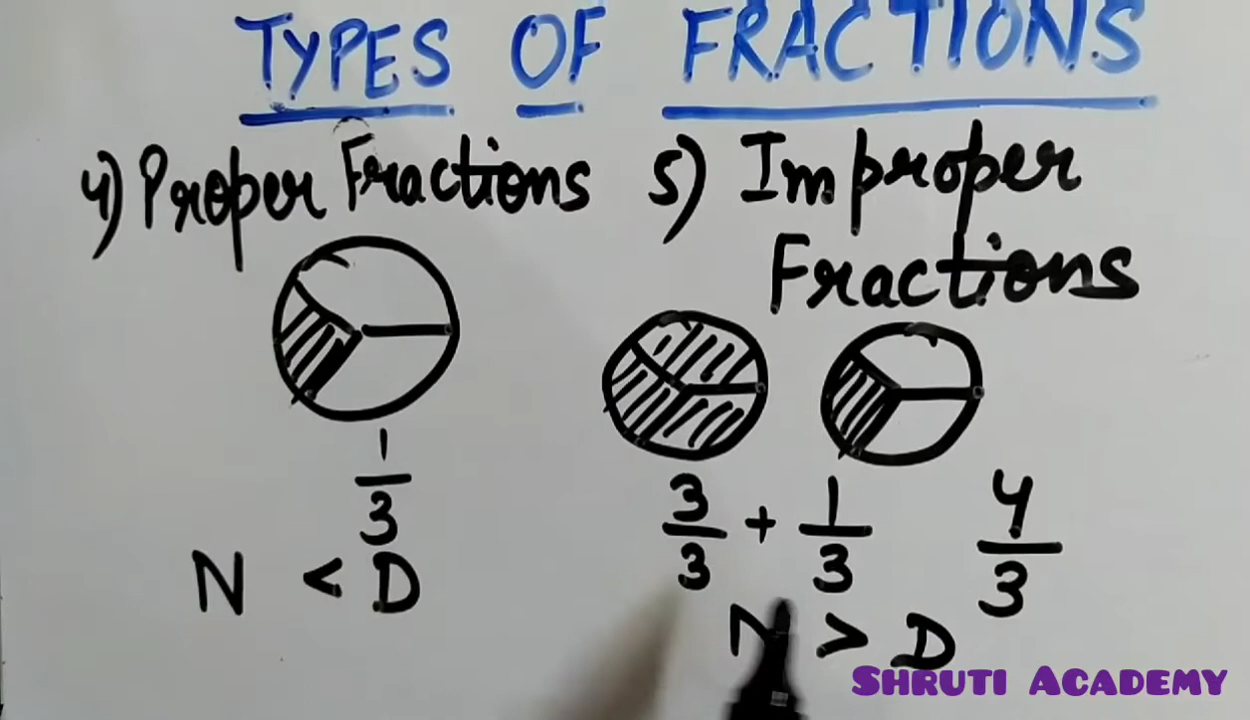 TYPES OF FRACTIONS
4) Proper Fractions
1
3
N < D
5) Improper
Fractions
3/3 + 1/3 4/3
N > D
SHRUTI ACADEMY